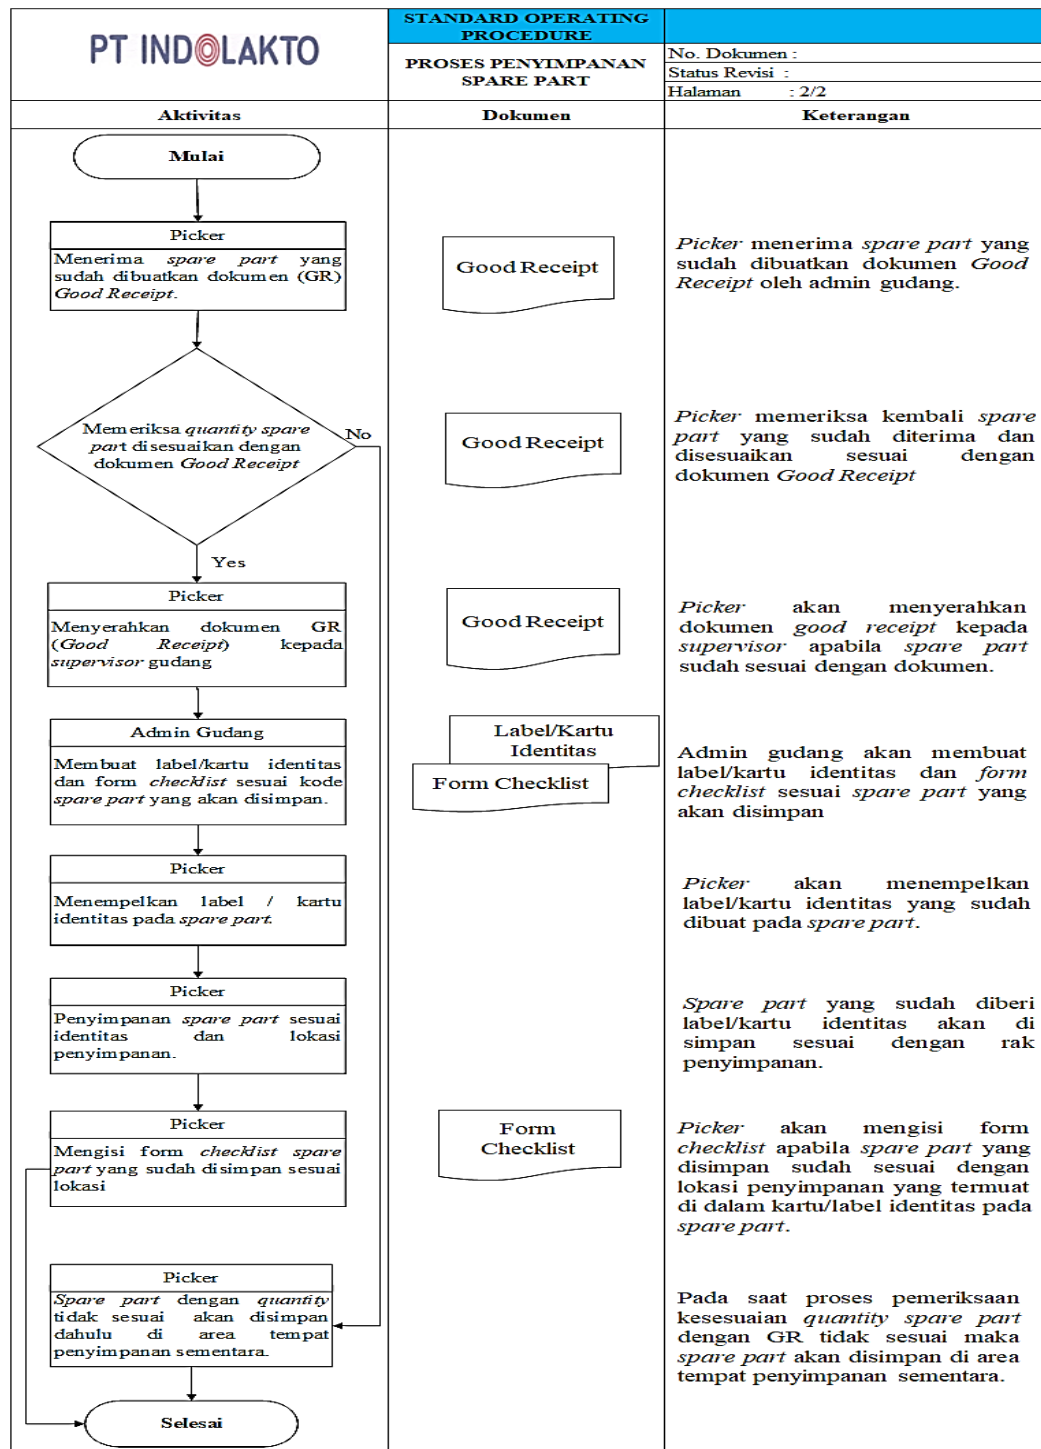 PT INDOLAKTO
STANDARD OPERATING
PROCEDURE
PROSES PENYIMPANAN
SPARE PART
No. Dokumen :
Status Revisi :
Halaman : 2/2
Aktivitas
Dokumen
Keterangan
Mulai
Picker
Menerima spare part yang
sudah dibuatkan dokumen (GR)
Good Receipt.
Good Receipt
Picker menerima spare part yang
sudah dibuatkan dokumen Good
Receipt oleh admin gudang.
Memeriksa quantity spare
part disesuaikan dengan
dokumen Good Receipt
No
Yes
Good Receipt
Picker memeriksa kembali spare
part yang sudah diterima dan
disesuaikan sesuai dengan
dokumen Good Receipt
Picker
Menyerahkan dokumen GR
(Good Receipt) kepada
supervisor gudang
Good Receipt
Picker akan menyerahkan
dokumen good receipt kepada
supervisor apabila spare part
sudah sesuai dengan dokumen.
Admin Gudang
Membuat label/kartu identitas
dan form checklist sesuai kode
spare part yang akan disimpan.
Label/Kartu
Identitas
Form Checklist
Admin gudang akan membuat
label/kartu identitas dan form
checklist sesuai spare part yang
akan disimpan
Picker
Menempelkan label / kartu
identitas pada spare part.
Picker akan menempelkan
label/kartu identitas yang sudah
dibuat pada spare part.
Picker
Penyimpanan spare part sesuai
identitas dan lokasi
penyimpanan.
Spare part yang sudah diberi
label/kartu identitas akan di
simpan sesuai dengan rak
penyimpanan.
Picker
Mengisi form checklist spare
part yang sudah disimpan sesuai
lokasi
Form
Checklist
Picker akan mengisi form
checklist apabila spare part yang
disimpan sudah sesuai dengan
lokasi penyimpanan yang termuat
di dalam kartu/label identitas pada
spare part.
Picker
Spare part dengan quantity
tidak sesuai akan disimpan
dahulu di area tempat
penyimpanan sementara.
Pada saat proses pemeriksaan
kesesuaian quantity spare part
dengan GR tidak sesuai maka
spare part akan disimpan di area
tempat penyimpanan sementara.
Selesai